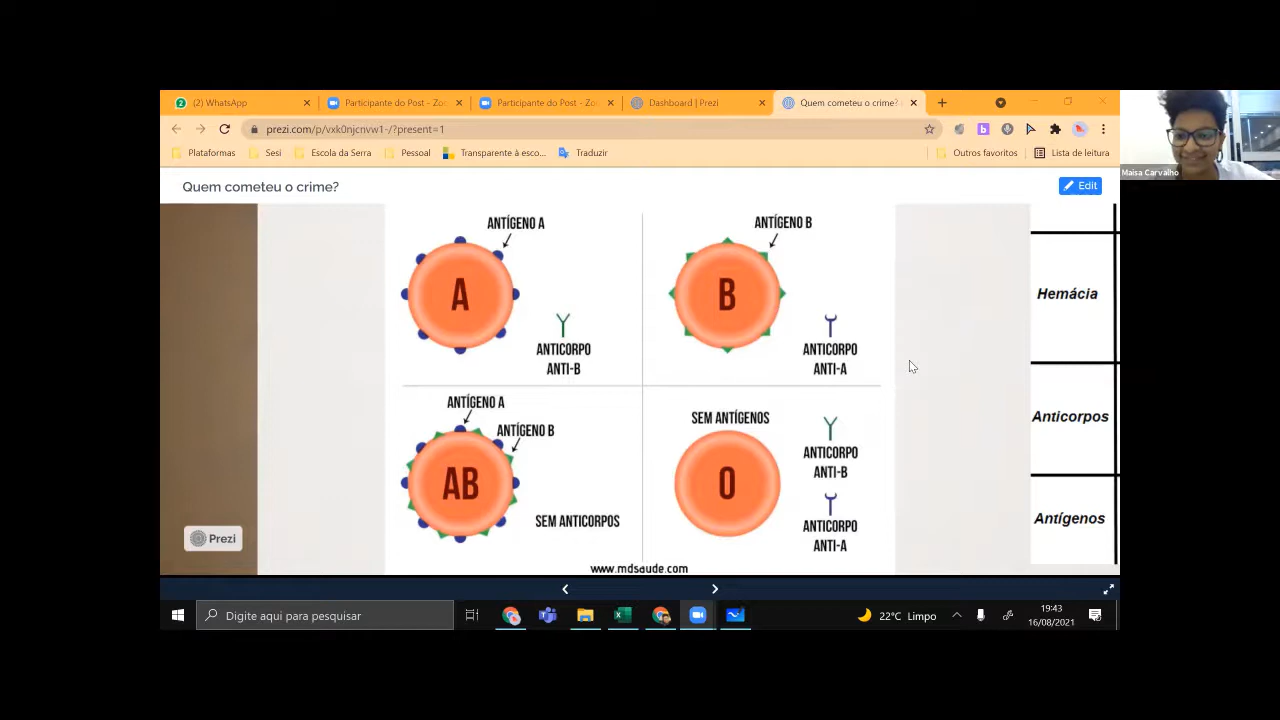 (2) WhatsApp
Participante do Post - Zo
Participante do Post - Zo
Dashboard | Prezi
Quem cometeu o crime?
prezi.com/p/vxk0njcnvw1-/?present=1
Plataformas
Sesi
Escola da Serra
Pessoal
Transparente à esco...
Traduzir
Outros favoritos
Lista de leitura
Maisa Carvalho
Quem cometeu o crime?
Edit
ANTÍGENO A
A
ANTICORPO
ANTI-B
ANTÍGENO B
B
ANTICORPO
ANTI-A
ANTÍGENO A
ANTÍGENO B
AB
SEM ANTICORPOS
SEM ANTÍGENOS
O
ANTICORPO
ANTI-B
ANTICORPO
ANTI-A
www.mdsaude.com
Hemácia
Anticorpos
Antígenos
Prezi
Digite aqui para pesquisar
22°C Limpo
19:43
16/08/2021